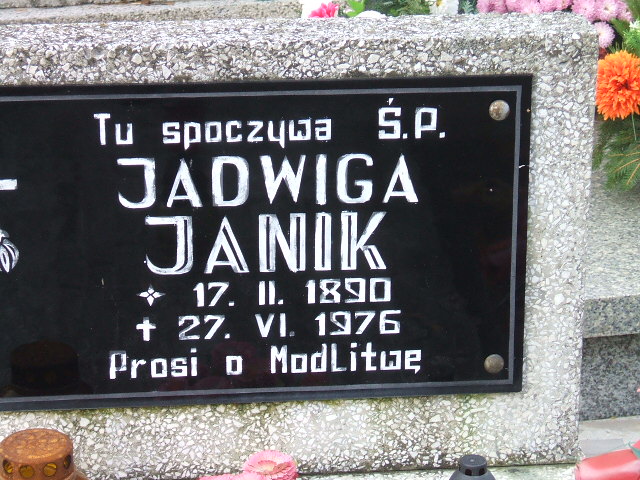 Tu spoczywa Ś.P.
JADWIGA
JANIK
17. II. 1890
✝ 27. VI. 1976
Prosi o ModLitwę